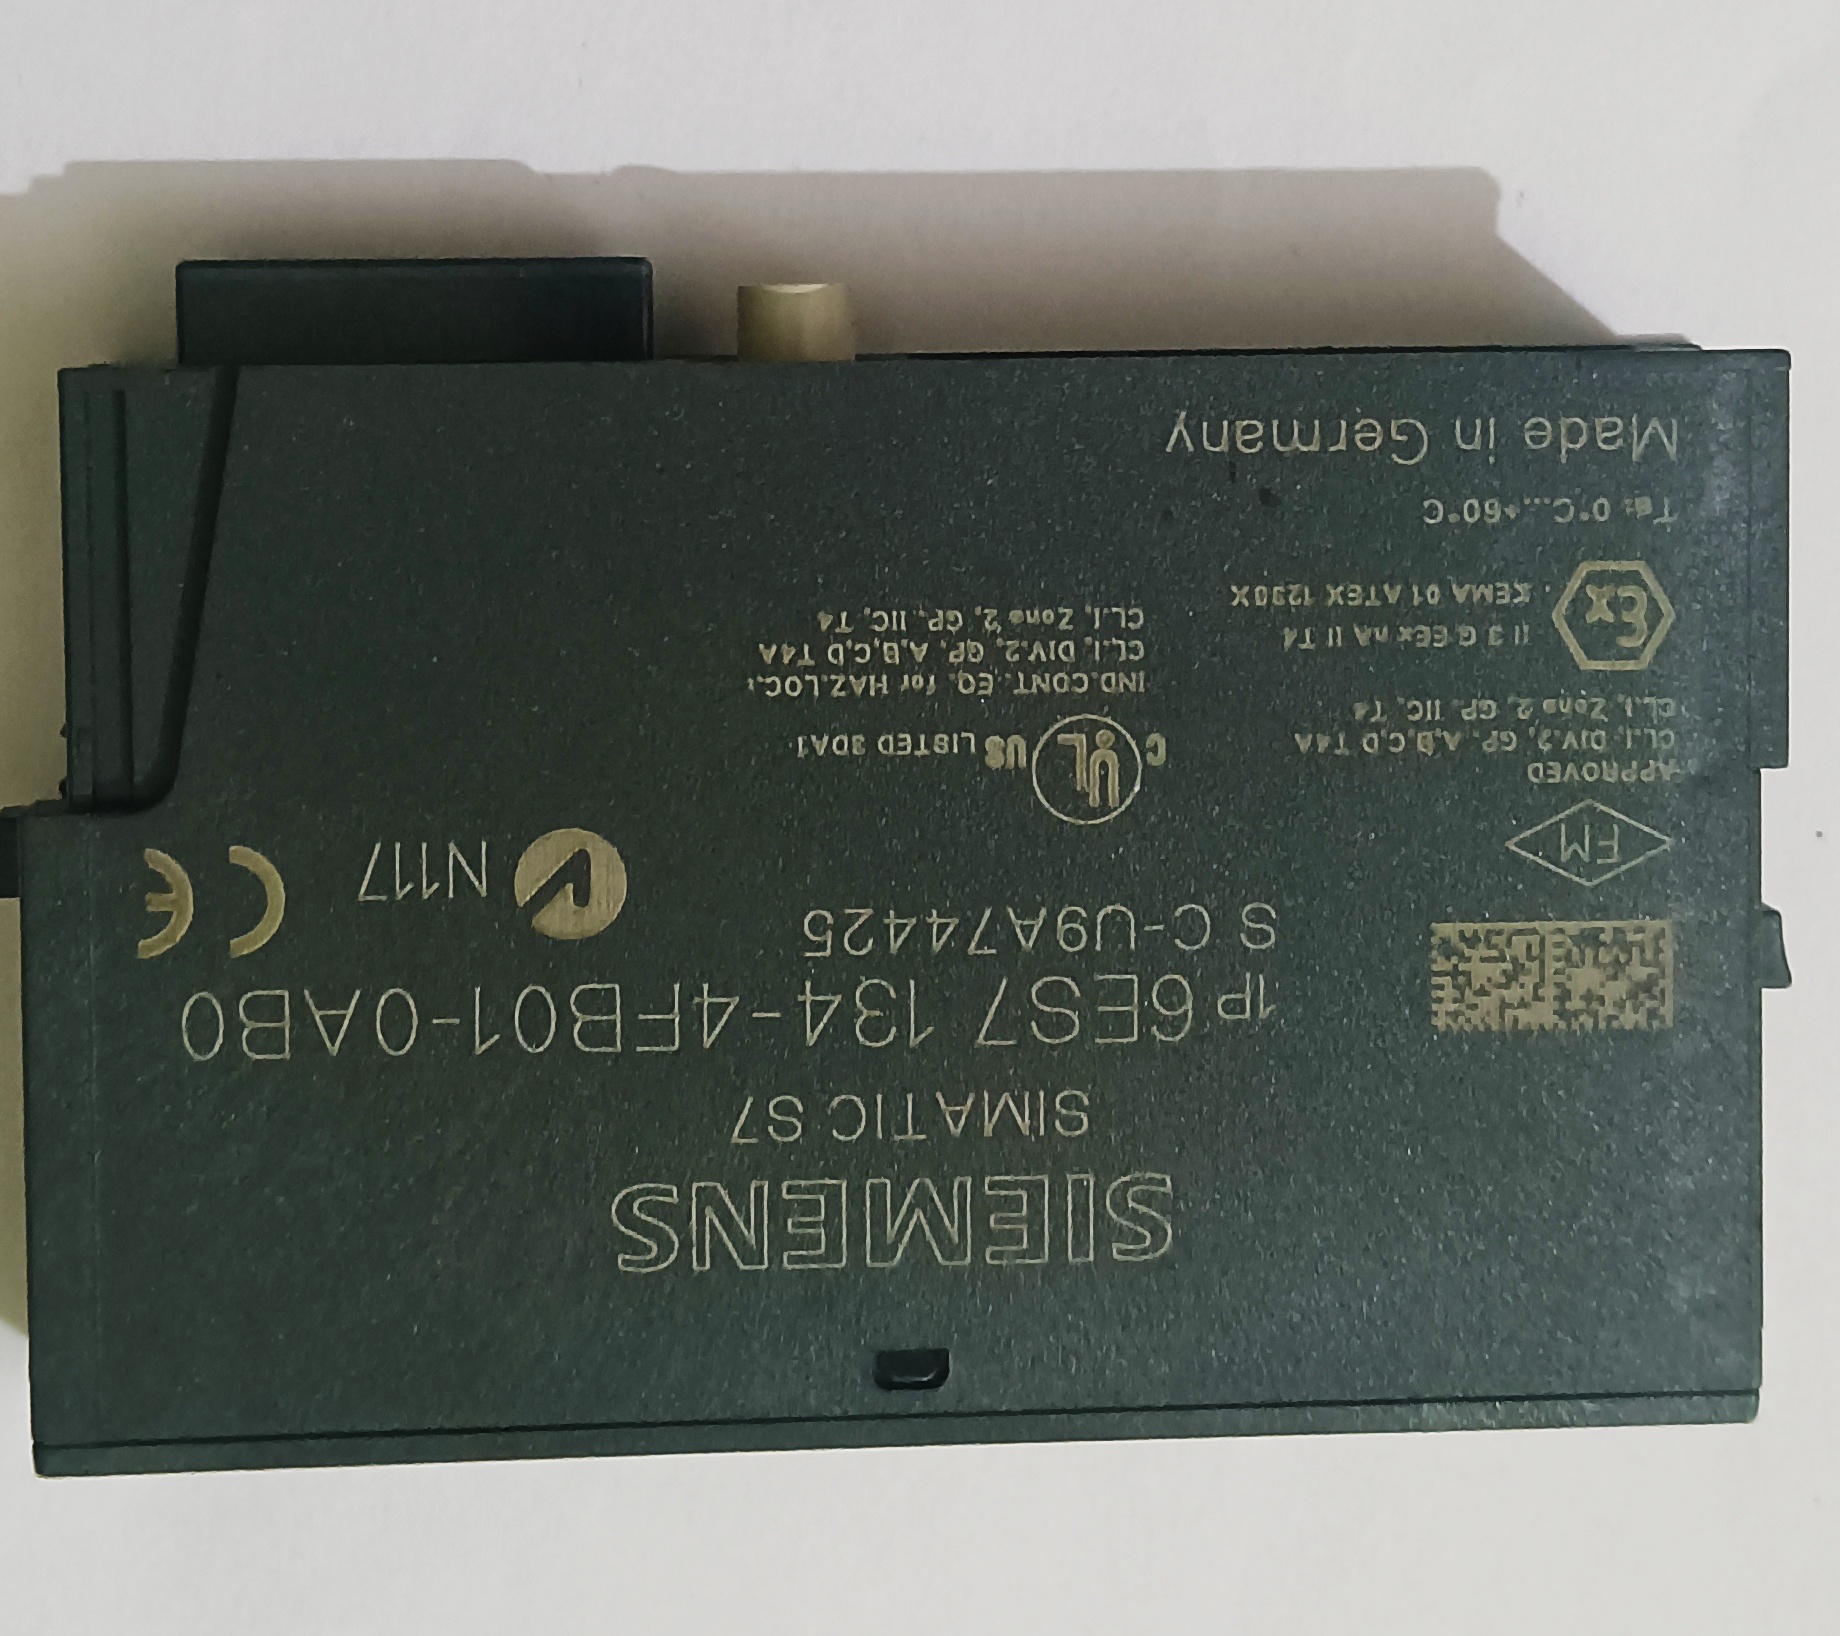 SIEMENS
SIMATIC S7
1P 6ES7 134-4FB01-0AB0
S C-U9A74425
N117
CE
FM
APPROVED
CL.I, DIV.2, GP. A,B,C,D T4A
CL.I, Zone 2, GP. IIC, T4
C UL US LISTED 3DA1
IND.CONT. EQ. for HAZ.LOC.:
CL.I, DIV.2, GP. A,B,C,D T4A
CL.I, Zone 2, GP. IIC, T4
Ex
II 3 G EEx nA II T4
KEMA 01 ATEX 1290X
Ta: 0°C...+60°C
Made in Germany